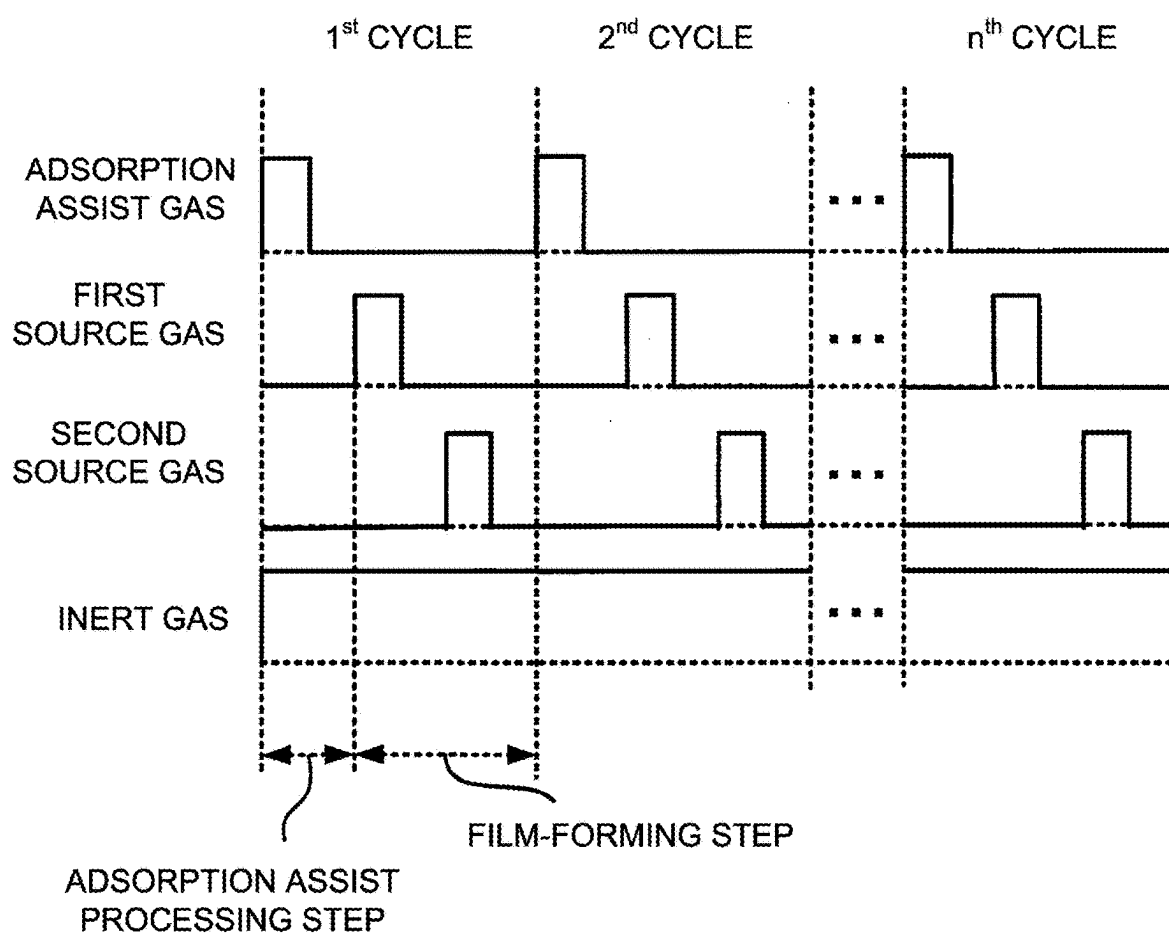 1st CYCLE
2nd CYCLE
nth CYCLE
ADSORPTION
ASSIST GAS
FIRST
SOURCE GAS
SECOND
SOURCE GAS
INERT GAS
FILM-FORMING STEP
ADSORPTION ASSIST
PROCESSING STEP